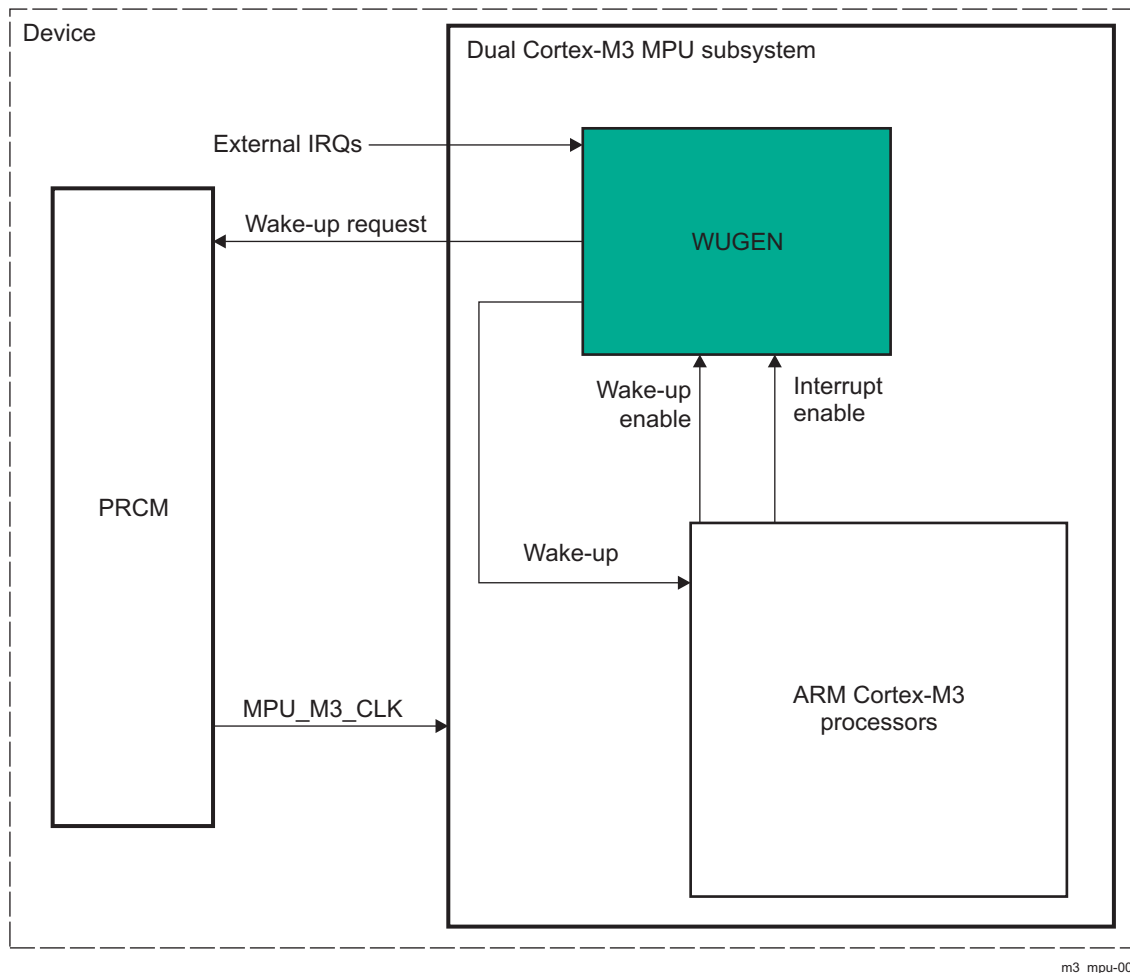 Device
Dual Cortex-M3 MPU subsystem
External IRQs
Wake-up request
WUGEN
Wake-up
enable
Interrupt
enable
PRCM
Wake-up
MPU_M3_CLK
ARM Cortex-M3
processors